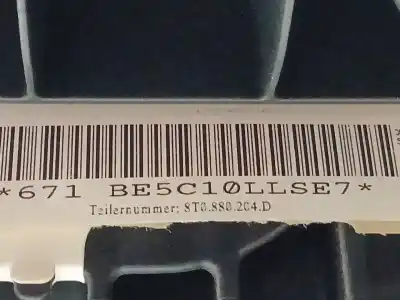 *671 BE5C10LLSE7*
Teilernummer: 8T0.880.204.D